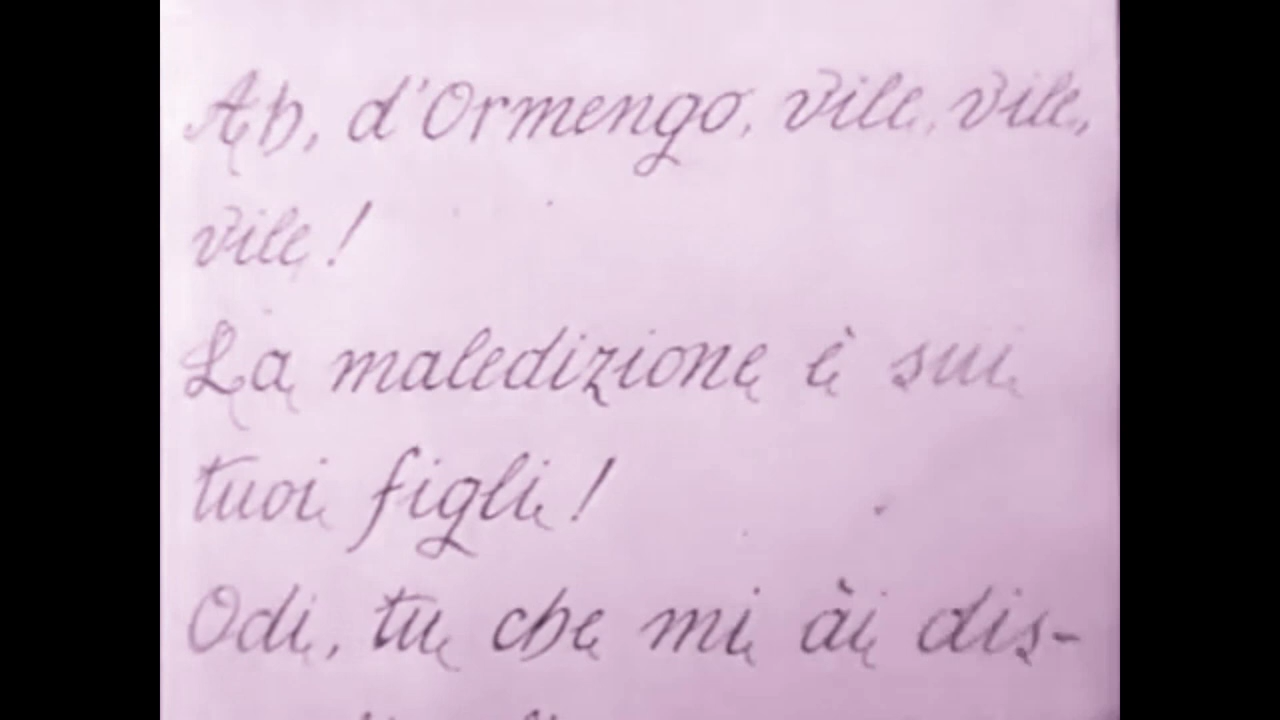 Ah, d'Ormengo, vile, vile,
vile!
La maledizione è sui
tuoi figli!
Odi, tu che mi ài dis-